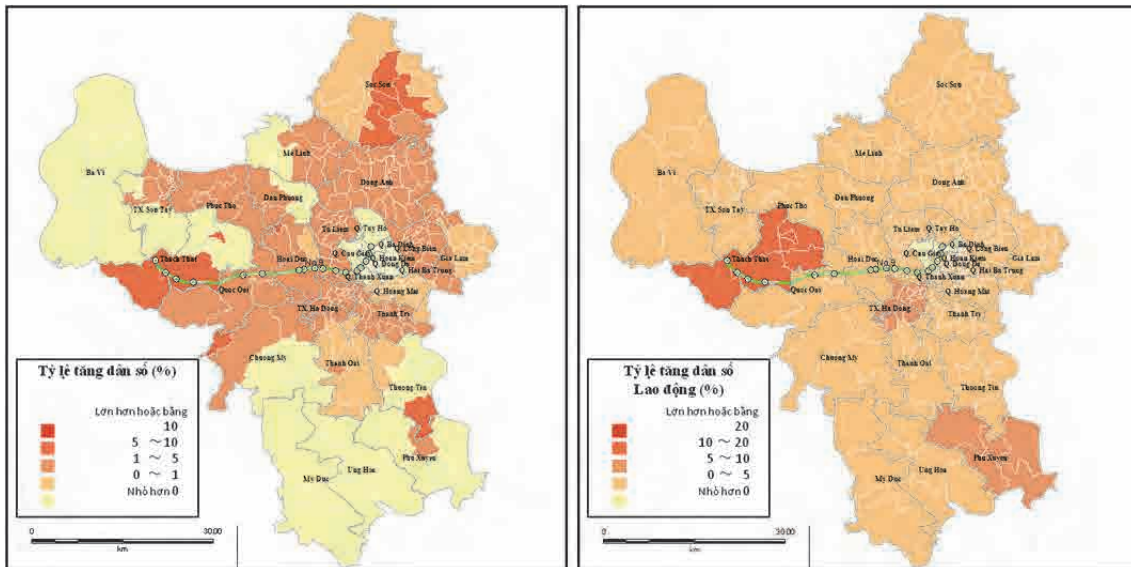 Soc Son
Me Linh
Ba Vi
Dong Anh
Dan Phuong
Phuc Tho
TX. Son Tay
Tu Liem
Q. Tay Ho
Q. Ba Dinh
Q. Long Bien
Q. Cau Giay
Hoan Kiem
Gia Lam
Thach That
Hoai Duc
Q. Dong Da
Q. Hai Ba Trung
Q. Thanh Xuan
Quoc Oai
Q. Hoang Mai
TX. Ha Dong
Thanh Tri
Chuong My
Thanh Oai
Thuong Tin
Phu Xuyen
Ung Hoa
My Duc
Tỷ lệ tăng dân số (%)
Lớn hơn hoặc bằng
10
5 ～ 10
1 ～ 5
0 ～ 1
Nhỏ hơn 0
0 30.00
km
Soc Son
Me Linh
Ba Vi
Dong Anh
Dan Phuong
Phuc Tho
TX. Son Tay
Tu Liem
Q. Tay Ho
Q. Ba Dinh
Q. Long Bien
Q. Cau Giay
Hoan Kiem
Gia Lam
Thach That
Hoai Duc
Q. Dong Da
Q. Hai Ba Trung
Q. Thanh Xuan
Quoc Oai
Q. Hoang Mai
TX. Ha Dong
Thanh Tri
Chuong My
Thanh Oai
Thuong Tin
Phu Xuyen
Ung Hoa
My Duc
Tỷ lệ tăng dân số
Lao động (%)
Lớn hơn hoặc bằng
20
10 ～ 20
5 ～ 10
0 ～ 5
Nhỏ hơn 0
0 30.00
km